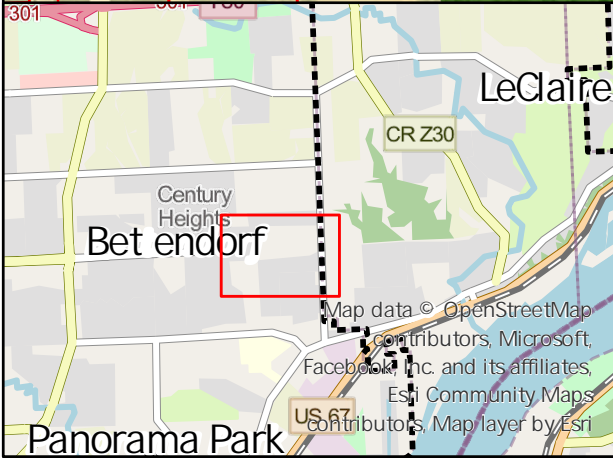 301
LeClaire
CR Z30
Century
Heights
Bet endorf
Map data © OpenStreetMap
contributors, Microsoft,
Facebook, Inc. and its affiliates,
Esri Community Maps
contributors, Map layer by Esri
US 67
Panorama Park